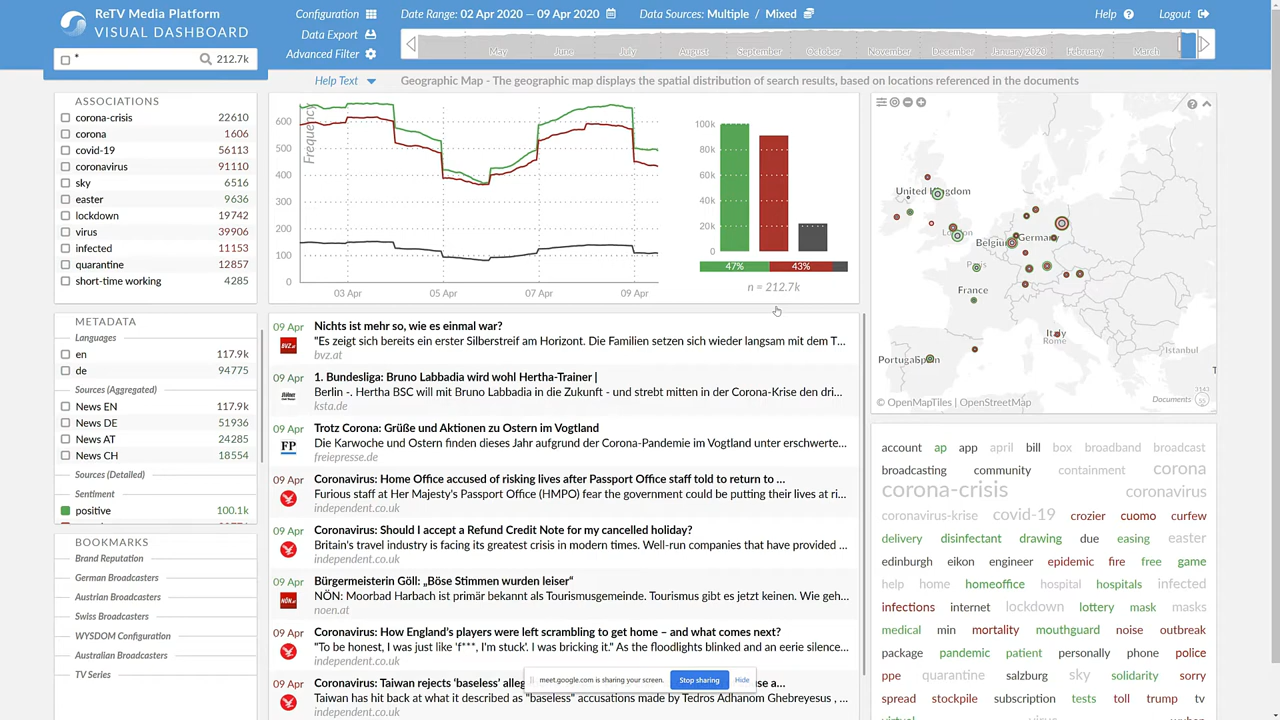 ReTV Media Platform
VISUAL DASHBOARD
Configuration
Data Export
Advanced Filter
Date Range: 02 Apr 2020 — 09 Apr 2020
Data Sources: Multiple / Mixed
Help
Logout
* 212.7k
May June July August September October November December January 2020 February March
Help Text
Geographic Map - The geographic map displays the spatial distribution of search results, based on locations referenced in the documents
ASSOCIATIONS
corona-crisis 22610
corona 1606
covid-19 56113
coronavirus 91110
sky 6516
easter 9636
lockdown 19742
virus 39906
infected 11153
quarantine 12857
short-time working 4285
METADATA
Languages
en 117.9k
de 94775
Sources (Aggregated)
News EN 117.9k
News DE 51936
News AT 24285
News CH 18554
Sources (Detailed)
Sentiment
positive 100.1k
BOOKMARKS
Brand Reputation
German Broadcasters
Austrian Broadcasters
Swiss Broadcasters
WYSDOM Configuration
Australian Broadcasters
TV Series
Frequency
600
500
400
300
200
100
0
03 Apr 05 Apr 07 Apr 09 Apr
100k
80k
60k
40k
20k
0
47% 43%
n = 212.7k
09 Apr Nichts ist mehr so, wie es einmal war?
BVZ.at "Es zeigt sich bereits ein erster Silberstreif am Horizont. Die Familien setzen sich wieder langsam mit dem T...
bvz.at
09 Apr 1. Bundesliga: Bruno Labbadia wird wohl Hertha-Trainer |
Berlin -. Hertha BSC will mit Bruno Labbadia in die Zukunft - und strebt mitten in der Corona-Krise den dri...
ksta.de
09 Apr Trotz Corona: Grüße und Aktionen zu Ostern im Vogtland
FP Die Karwoche und Ostern finden dieses Jahr aufgrund der Corona-Pandemie im Vogtland unter erschwerte...
freiepresse.de
09 Apr Coronavirus: Home Office accused of risking lives after Passport Office staff told to return to ...
Furious staff at Her Majesty's Passport Office (HMPO) fear the government could be putting their lives at ri...
independent.co.uk
09 Apr Coronavirus: Should I accept a Refund Credit Note for my cancelled holiday?
Britain's travel industry is facing its greatest crisis in modern times. Well-run companies that have provided ...
independent.co.uk
09 Apr Bürgermeisterin Göll: „Böse Stimmen wurden leiser“
NÖN.at NÖN: Moorbad Harbach ist primär bekannt als Tourismusgemeinde. Tourismus gibt es jetzt keinen. Wie geh...
noen.at
09 Apr Coronavirus: How England's players were left scrambling to get home – and what comes next?
"To be honest, I was just like 'f***, I'm stuck'. I was bricking it." As the floodlights blinked and an eerie silence...
independent.co.uk
09 Apr Coronavirus: Taiwan rejects 'baseless' alleg se a...
Taiwan has hit back at what it described as "baseless" accusations made by Tedros Adhanom Ghebreyesus , ...
independent.co.uk
meet.google.com is sharing your screen. Stop sharing Hide
United Kingdom
London
Belgium Germany
Paris
France
Italy
Rome
Portugal Spain
Istanbul
T
© OpenMapTiles | OpenStreetMap
Documents
3143
55
account ap app april bill box broadband broadcast
broadcasting community containment corona
corona-crisis coronavirus
coronavirus-krise covid-19 crozier cuomo curfew
delivery disinfectant drawing due easing easter
edinburgh eikon engineer epidemic fire free game
help home homeoffice hospital hospitals infected
infections internet lockdown lottery mask masks
medical min mortality mouthguard noise outbreak
package pandemic patient personally phone police
ppe quarantine salzburg sky solidarity sorry
spread stockpile subscription tests toll trump tv